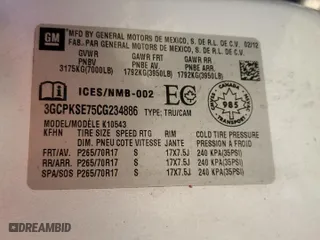 GM
MFD BY GENERAL MOTORS DE MEXICO, S. DE R.L. DE C.V. 02/12
FAB. PAR GENERAL MOTORS DE MEXICO, S. DE R.L. DE C.V.
GVWR GAWR FRT GAWR RR
PNBV PNBE AVT PNBE ARR
3175KG(7000LB) 1792KG(3950LB) 1792KG(3950LB)
ICES/NMB-002
CANADA
985
TRANSPORT
3GCPKSE75CG234886 TYPE: TRU/CAM
MODEL/MODÈLE K10543
KFHN TIRE SIZE SPEED RTG RIM COLD TIRE PRESSURE
DIM. PNEU COTE VITESSE JANTE PRESSION A FROID
FRT/AV. P265/70R17 S 17X7.5J 240 KPA(35PSI)
RR/ARR. P265/70R17 S 17X7.5J 240 KPA(35PSI)
SPA/SOS P265/70R17 S 17X7.5J 240 KPA(35PSI)
DREAMBID